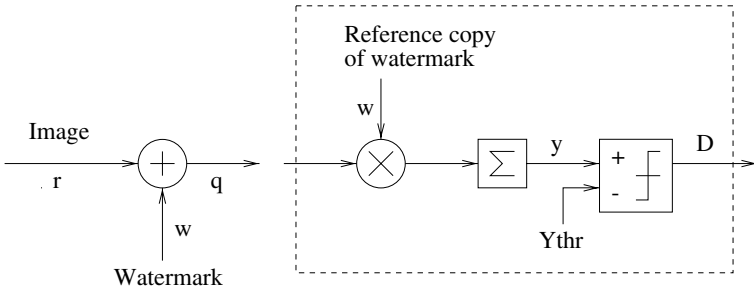 Reference copy
of watermark
w
Image
r
q
w
Watermark
Σ
y
+
-
Ythr
D